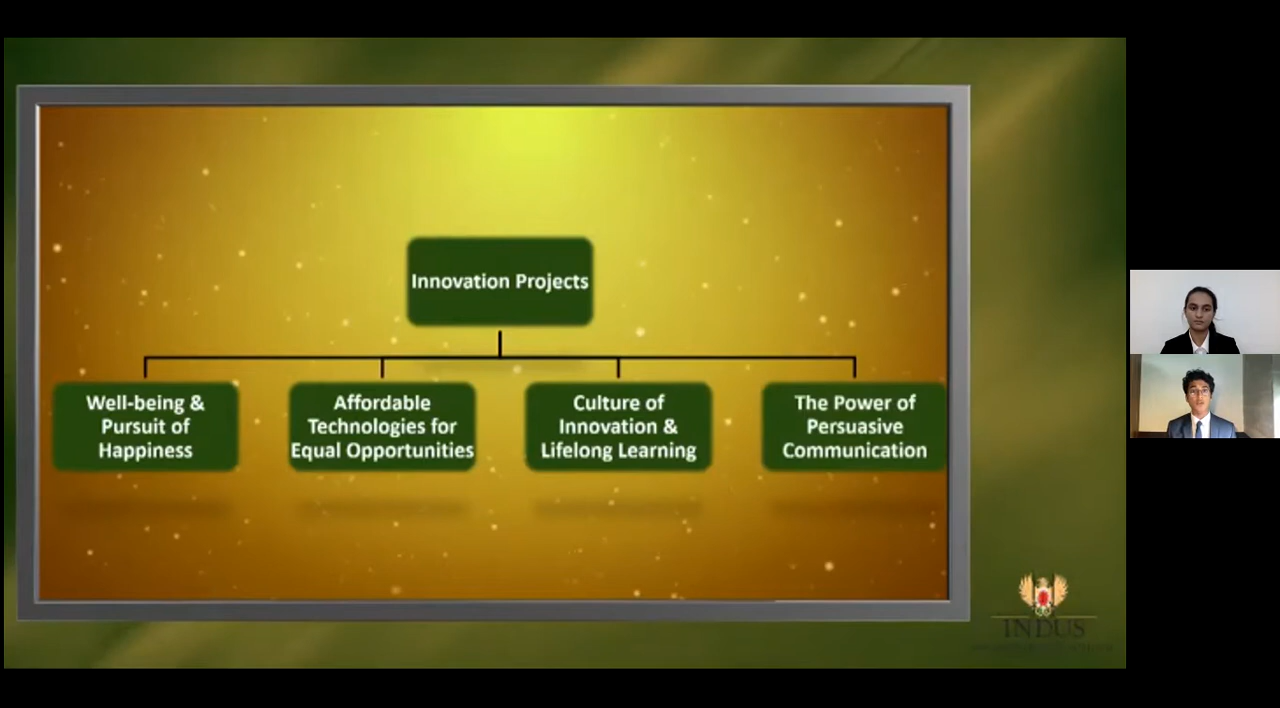 Innovation Projects
Well-being &
Pursuit of
Happiness
Affordable
Technologies for
Equal Opportunities
Culture of
Innovation &
Lifelong Learning
The Power of
Persuasive
Communication
INDUS